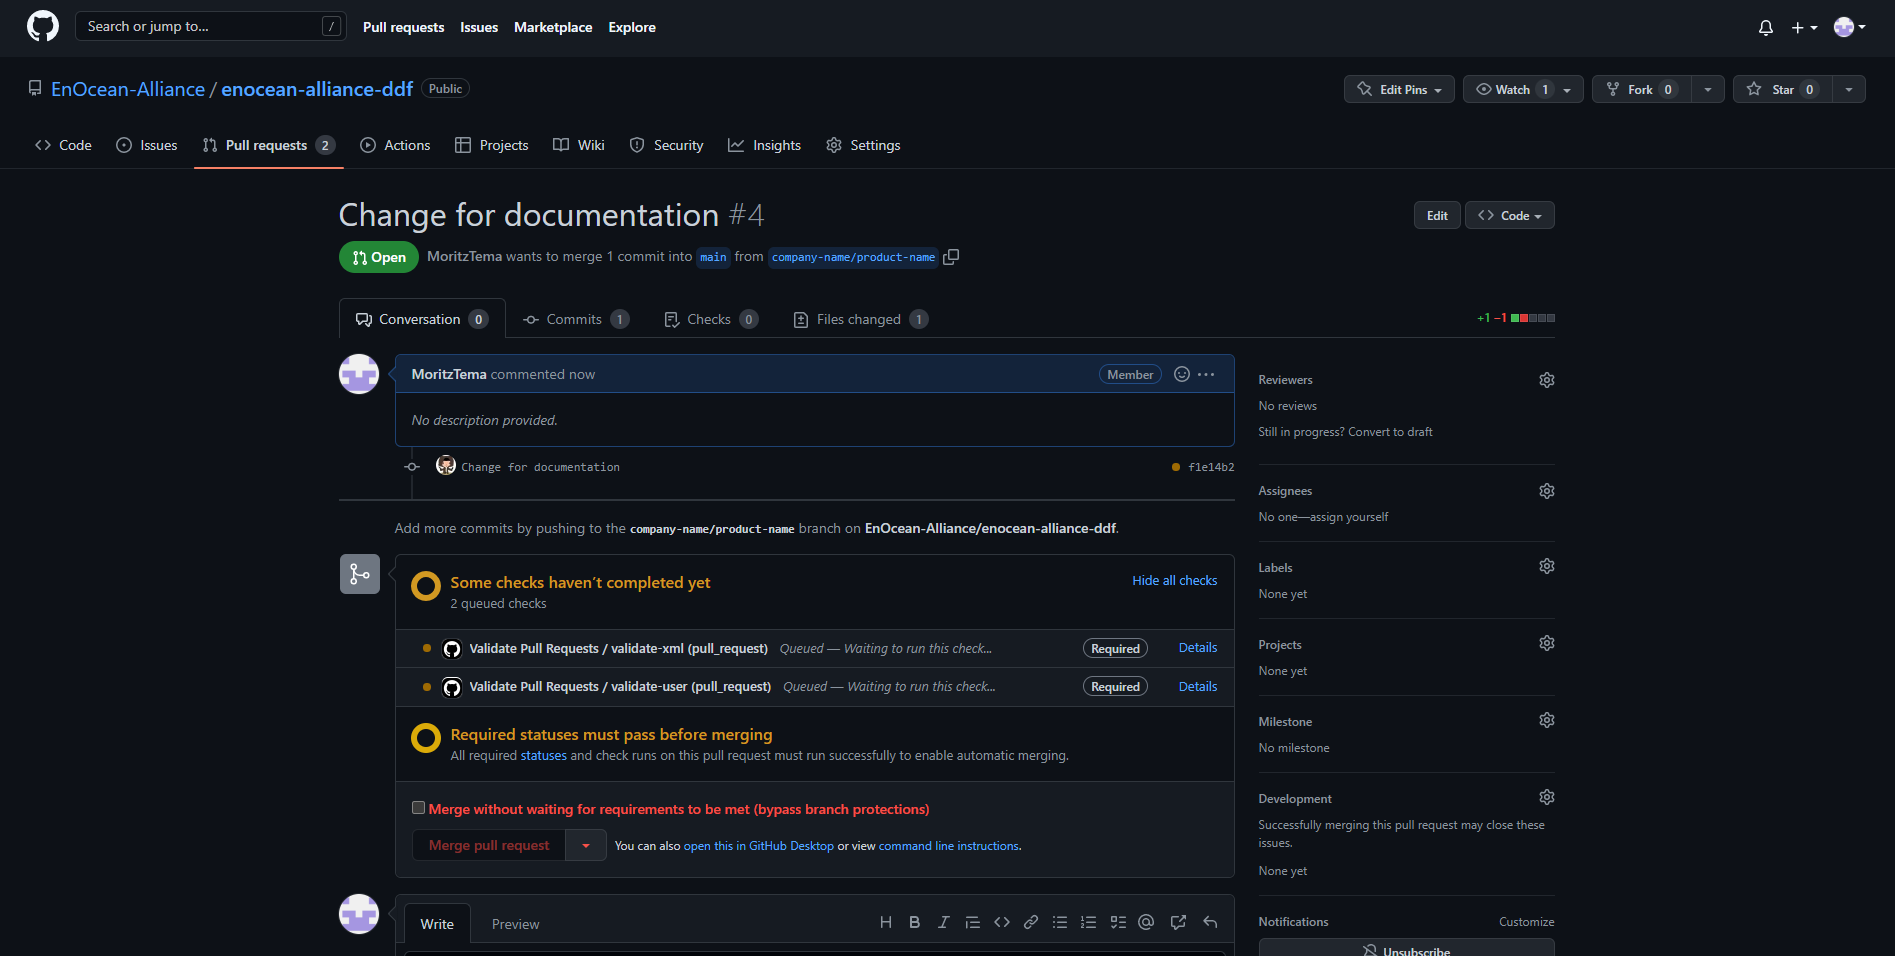 Search or jump to... /
Pull requests Issues Marketplace Explore
EnOcean-Alliance / enocean-alliance-ddf Public
Edit Pins Watch 1 Fork 0 Star 0
Code Issues Pull requests 2 Actions Projects Wiki Security Insights Settings
Change for documentation #4
Edit Code
Open MoritzTema wants to merge 1 commit into main from company-name/product-name
Conversation 0 Commits 1 Checks 0 Files changed 1
+1 −1
MoritzTema commented now Member
No description provided.
Change for documentation f1e14b2
Add more commits by pushing to the company-name/product-name branch on EnOcean-Alliance/enocean-alliance-ddf.
Some checks haven’t completed yet Hide all checks
2 queued checks
Validate Pull Requests / validate-xml (pull_request) Queued — Waiting to run this check... Required Details
Validate Pull Requests / validate-user (pull_request) Queued — Waiting to run this check... Required Details
Required statuses must pass before merging
All required statuses and check runs on this pull request must run successfully to enable automatic merging.
Merge without waiting for requirements to be met (bypass branch protections)
Merge pull request You can also open this in GitHub Desktop or view command line instructions.
Write Preview
Reviewers
No reviews
Still in progress? Convert to draft
Assignees
No one—assign yourself
Labels
None yet
Projects
None yet
Milestone
No milestone
Development
Successfully merging this pull request may close these
issues.
None yet
Notifications Customize
Unsubscribe